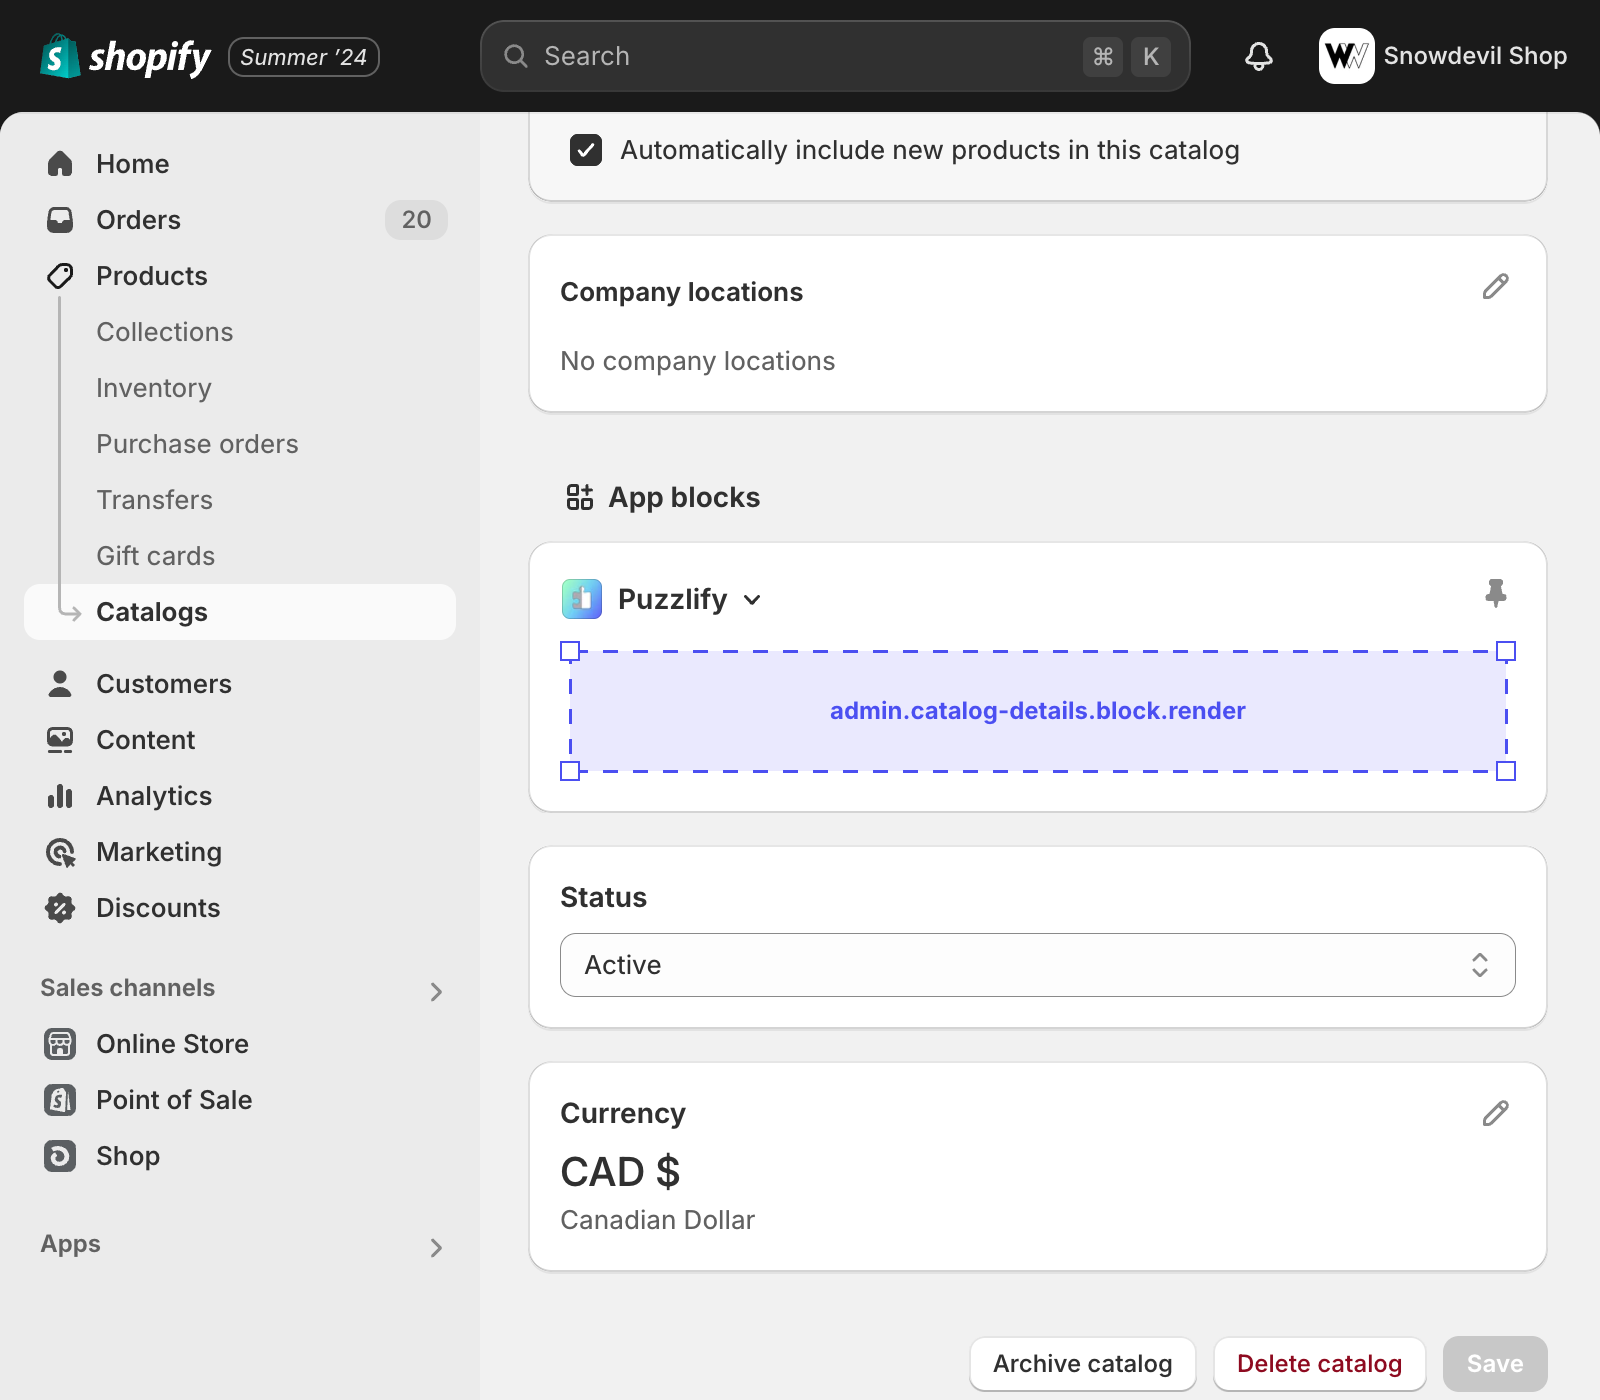 shopify
Summer ’24
Search
⌘ K
Snowdevil Shop
Home
Orders
20
Products
Collections
Inventory
Purchase orders
Transfers
Gift cards
Catalogs
Customers
Content
Analytics
Marketing
Discounts
Sales channels
Online Store
Point of Sale
Shop
Apps
Automatically include new products in this catalog
Company locations
No company locations
App blocks
Puzzlify
admin.catalog-details.block.render
Status
Active
Currency
CAD $
Canadian Dollar
Archive catalog
Delete catalog
Save